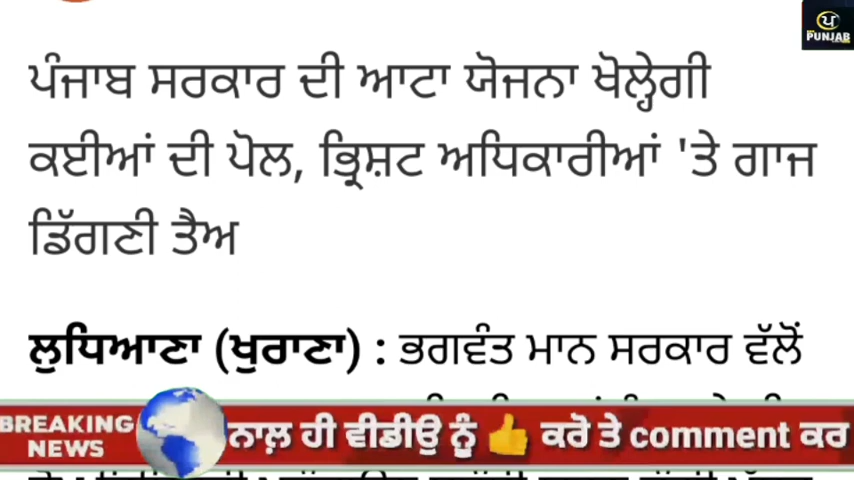 ਪ
PUNJAB
ਪੰਜਾਬ ਸਰਕਾਰ ਦੀ ਆਟਾ ਯੋਜਨਾ ਖੋਲ੍ਹੇਗੀ
ਕਈਆਂ ਦੀ ਪੋਲ, ਭ੍ਰਿਸ਼ਟ ਅਧਿਕਾਰੀਆਂ 'ਤੇ ਗਾਜ
ਡਿੱਗਣੀ ਤੈਅ
ਲੁਧਿਆਣਾ (ਖੁਰਾਣਾ) : ਭਗਵੰਤ ਮਾਨ ਸਰਕਾਰ ਵੱਲੋਂ
BREAKING
NEWS
ਨਾਲ਼ ਹੀ ਵੀਡੀਉ ਨੂੰ 👍 ਕਰੋ ਤੇ comment ਕਰ